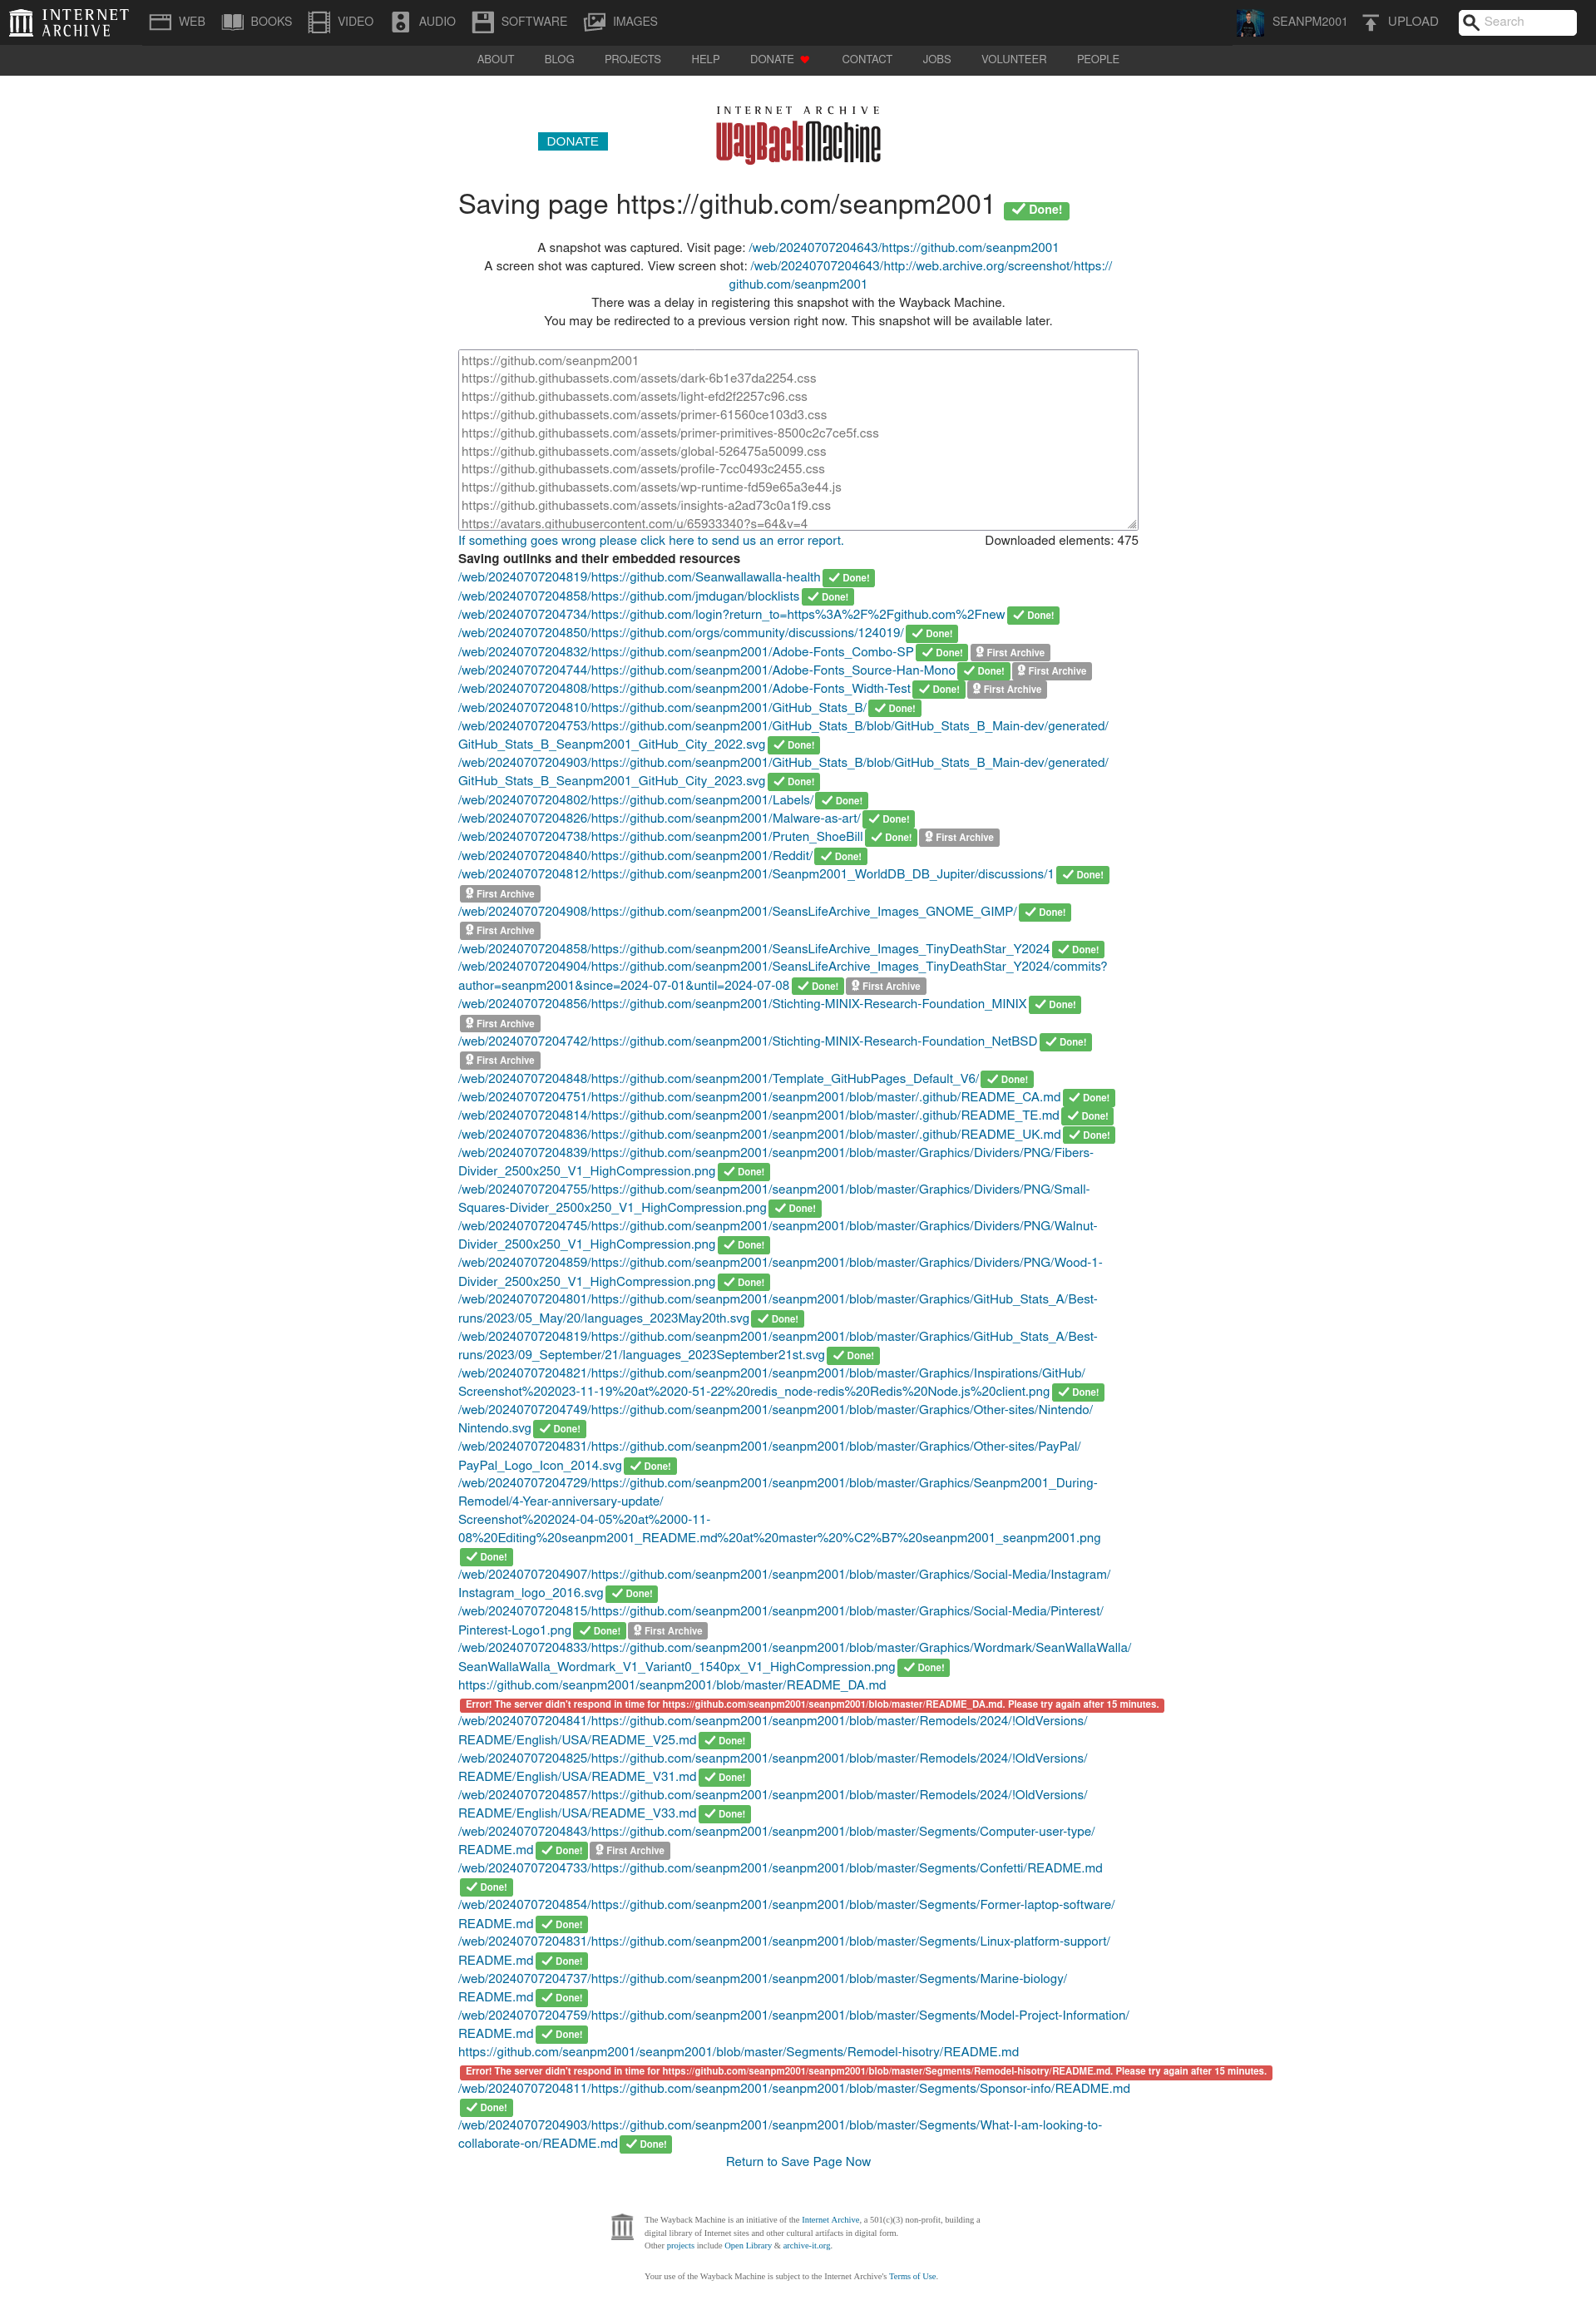 INTERNET ARCHIVE
WEB BOOKS VIDEO AUDIO SOFTWARE IMAGES SEANPM2001 UPLOAD Search
ABOUT BLOG PROJECTS HELP DONATE CONTACT JOBS VOLUNTEER PEOPLE
INTERNET ARCHIVE
WayBackMachine
DONATE
Saving page https://github.com/seanpm2001 Done!
A snapshot was captured. Visit page: /web/20240707204643/https://github.com/seanpm2001
A screen shot was captured. View screen shot: /web/20240707204643/http://web.archive.org/screenshot/https://
github.com/seanpm2001
There was a delay in registering this snapshot with the Wayback Machine.
You may be redirected to a previous version right now. This snapshot will be available later.
https://github.com/seanpm2001
https://github.githubassets.com/assets/dark-6b1e37da2254.css
https://github.githubassets.com/assets/light-efd2f2257c96.css
https://github.githubassets.com/assets/primer-61560ce103d3.css
https://github.githubassets.com/assets/primer-primitives-8500c2c7ce5f.css
https://github.githubassets.com/assets/global-526475a50099.css
https://github.githubassets.com/assets/profile-7cc0493c2455.css
https://github.githubassets.com/assets/wp-runtime-fd59e65a3e44.js
https://github.githubassets.com/assets/insights-a2ad73c0a1f9.css
https://avatars.githubusercontent.com/u/65933340?s=64&v=4
If something goes wrong please click here to send us an error report. Downloaded elements: 475
Saving outlinks and their embedded resources
/web/20240707204819/https://github.com/Seanwallawalla-health Done!
/web/20240707204858/https://github.com/jmdugan/blocklists Done!
/web/20240707204734/https://github.com/login?return_to=https%3A%2F%2Fgithub.com%2Fnew Done!
/web/20240707204850/https://github.com/orgs/community/discussions/124019/ Done!
/web/20240707204832/https://github.com/seanpm2001/Adobe-Fonts_Combo-SP Done! First Archive
/web/20240707204744/https://github.com/seanpm2001/Adobe-Fonts_Source-Han-Mono Done! First Archive
/web/20240707204808/https://github.com/seanpm2001/Adobe-Fonts_Width-Test Done! First Archive
/web/20240707204810/https://github.com/seanpm2001/GitHub_Stats_B/ Done!
/web/20240707204753/https://github.com/seanpm2001/GitHub_Stats_B/blob/GitHub_Stats_B_Main-dev/generated/
GitHub_Stats_B_Seanpm2001_GitHub_City_2022.svg Done!
/web/20240707204903/https://github.com/seanpm2001/GitHub_Stats_B/blob/GitHub_Stats_B_Main-dev/generated/
GitHub_Stats_B_Seanpm2001_GitHub_City_2023.svg Done!
/web/20240707204802/https://github.com/seanpm2001/Labels/ Done!
/web/20240707204826/https://github.com/seanpm2001/Malware-as-art/ Done!
/web/20240707204738/https://github.com/seanpm2001/Pruten_ShoeBill Done! First Archive
/web/20240707204840/https://github.com/seanpm2001/Reddit/ Done!
/web/20240707204812/https://github.com/seanpm2001/Seanpm2001_WorldDB_DB_Jupiter/discussions/1 Done!
First Archive
/web/20240707204908/https://github.com/seanpm2001/SeansLifeArchive_Images_GNOME_GIMP/ Done!
First Archive
/web/20240707204858/https://github.com/seanpm2001/SeansLifeArchive_Images_TinyDeathStar_Y2024 Done!
/web/20240707204904/https://github.com/seanpm2001/SeansLifeArchive_Images_TinyDeathStar_Y2024/commits?
author=seanpm2001&since=2024-07-01&until=2024-07-08 Done! First Archive
/web/20240707204856/https://github.com/seanpm2001/Stichting-MINIX-Research-Foundation_MINIX Done!
First Archive
/web/20240707204742/https://github.com/seanpm2001/Stichting-MINIX-Research-Foundation_NetBSD Done!
First Archive
/web/20240707204848/https://github.com/seanpm2001/Template_GitHubPages_Default_V6/ Done!
/web/20240707204751/https://github.com/seanpm2001/seanpm2001/blob/master/.github/README_CA.md Done!
/web/20240707204814/https://github.com/seanpm2001/seanpm2001/blob/master/.github/README_TE.md Done!
/web/20240707204836/https://github.com/seanpm2001/seanpm2001/blob/master/.github/README_UK.md Done!
/web/20240707204839/https://github.com/seanpm2001/seanpm2001/blob/master/Graphics/Dividers/PNG/Fibers-
Divider_2500x250_V1_HighCompression.png Done!
/web/20240707204755/https://github.com/seanpm2001/seanpm2001/blob/master/Graphics/Dividers/PNG/Small-
Squares-Divider_2500x250_V1_HighCompression.png Done!
/web/20240707204745/https://github.com/seanpm2001/seanpm2001/blob/master/Graphics/Dividers/PNG/Walnut-
Divider_2500x250_V1_HighCompression.png Done!
/web/20240707204859/https://github.com/seanpm2001/seanpm2001/blob/master/Graphics/Dividers/PNG/Wood-1-
Divider_2500x250_V1_HighCompression.png Done!
/web/20240707204801/https://github.com/seanpm2001/seanpm2001/blob/master/Graphics/GitHub_Stats_A/Best-
runs/2023/05_May/20/languages_2023May20th.svg Done!
/web/20240707204819/https://github.com/seanpm2001/seanpm2001/blob/master/Graphics/GitHub_Stats_A/Best-
runs/2023/09_September/21/languages_2023September21st.svg Done!
/web/20240707204821/https://github.com/seanpm2001/seanpm2001/blob/master/Graphics/Inspirations/GitHub/
Screenshot%202023-11-19%20at%2020-51-22%20redis_node-redis%20Redis%20Node.js%20client.png Done!
/web/20240707204749/https://github.com/seanpm2001/seanpm2001/blob/master/Graphics/Other-sites/Nintendo/
Nintendo.svg Done!
/web/20240707204831/https://github.com/seanpm2001/seanpm2001/blob/master/Graphics/Other-sites/PayPal/
PayPal_Logo_Icon_2014.svg Done!
/web/20240707204729/https://github.com/seanpm2001/seanpm2001/blob/master/Graphics/Seanpm2001_During-
Remodel/4-Year-anniversary-update/
Screenshot%202024-04-05%20at%2000-11-
08%20Editing%20seanpm2001_README.md%20at%20master%20%C2%B7%20seanpm2001_seanpm2001.png
Done!
/web/20240707204907/https://github.com/seanpm2001/seanpm2001/blob/master/Graphics/Social-Media/Instagram/
Instagram_logo_2016.svg Done!
/web/20240707204815/https://github.com/seanpm2001/seanpm2001/blob/master/Graphics/Social-Media/Pinterest/
Pinterest-Logo1.png Done! First Archive
/web/20240707204833/https://github.com/seanpm2001/seanpm2001/blob/master/Graphics/Wordmark/SeanWallaWalla/
SeanWallaWalla_Wordmark_V1_Variant0_1540px_V1_HighCompression.png Done!
https://github.com/seanpm2001/seanpm2001/blob/master/README_DA.md
Error! The server didn't respond in time for https://github.com/seanpm2001/seanpm2001/blob/master/README_DA.md. Please try again after 15 minutes.
/web/20240707204841/https://github.com/seanpm2001/seanpm2001/blob/master/Remodels/2024/!OldVersions/
README/English/USA/README_V25.md Done!
/web/20240707204825/https://github.com/seanpm2001/seanpm2001/blob/master/Remodels/2024/!OldVersions/
README/English/USA/README_V31.md Done!
/web/20240707204857/https://github.com/seanpm2001/seanpm2001/blob/master/Remodels/2024/!OldVersions/
README/English/USA/README_V33.md Done!
/web/20240707204843/https://github.com/seanpm2001/seanpm2001/blob/master/Segments/Computer-user-type/
README.md Done! First Archive
/web/20240707204733/https://github.com/seanpm2001/seanpm2001/blob/master/Segments/Confetti/README.md
Done!
/web/20240707204854/https://github.com/seanpm2001/seanpm2001/blob/master/Segments/Former-laptop-software/
README.md Done!
/web/20240707204831/https://github.com/seanpm2001/seanpm2001/blob/master/Segments/Linux-platform-support/
README.md Done!
/web/20240707204737/https://github.com/seanpm2001/seanpm2001/blob/master/Segments/Marine-biology/
README.md Done!
/web/20240707204759/https://github.com/seanpm2001/seanpm2001/blob/master/Segments/Model-Project-Information/
README.md Done!
https://github.com/seanpm2001/seanpm2001/blob/master/Segments/Remodel-hisotry/README.md
Error! The server didn't respond in time for https://github.com/seanpm2001/seanpm2001/blob/master/Segments/Remodel-hisotry/README.md. Please try again after 15 minutes.
/web/20240707204811/https://github.com/seanpm2001/seanpm2001/blob/master/Segments/Sponsor-info/README.md
Done!
/web/20240707204903/https://github.com/seanpm2001/seanpm2001/blob/master/Segments/What-I-am-looking-to-
collaborate-on/README.md Done!
Return to Save Page Now
The Wayback Machine is an initiative of the Internet Archive, a 501(c)(3) non-profit, building a
digital library of Internet sites and other cultural artifacts in digital form.
Other projects include Open Library & archive-it.org.
Your use of the Wayback Machine is subject to the Internet Archive's Terms of Use.